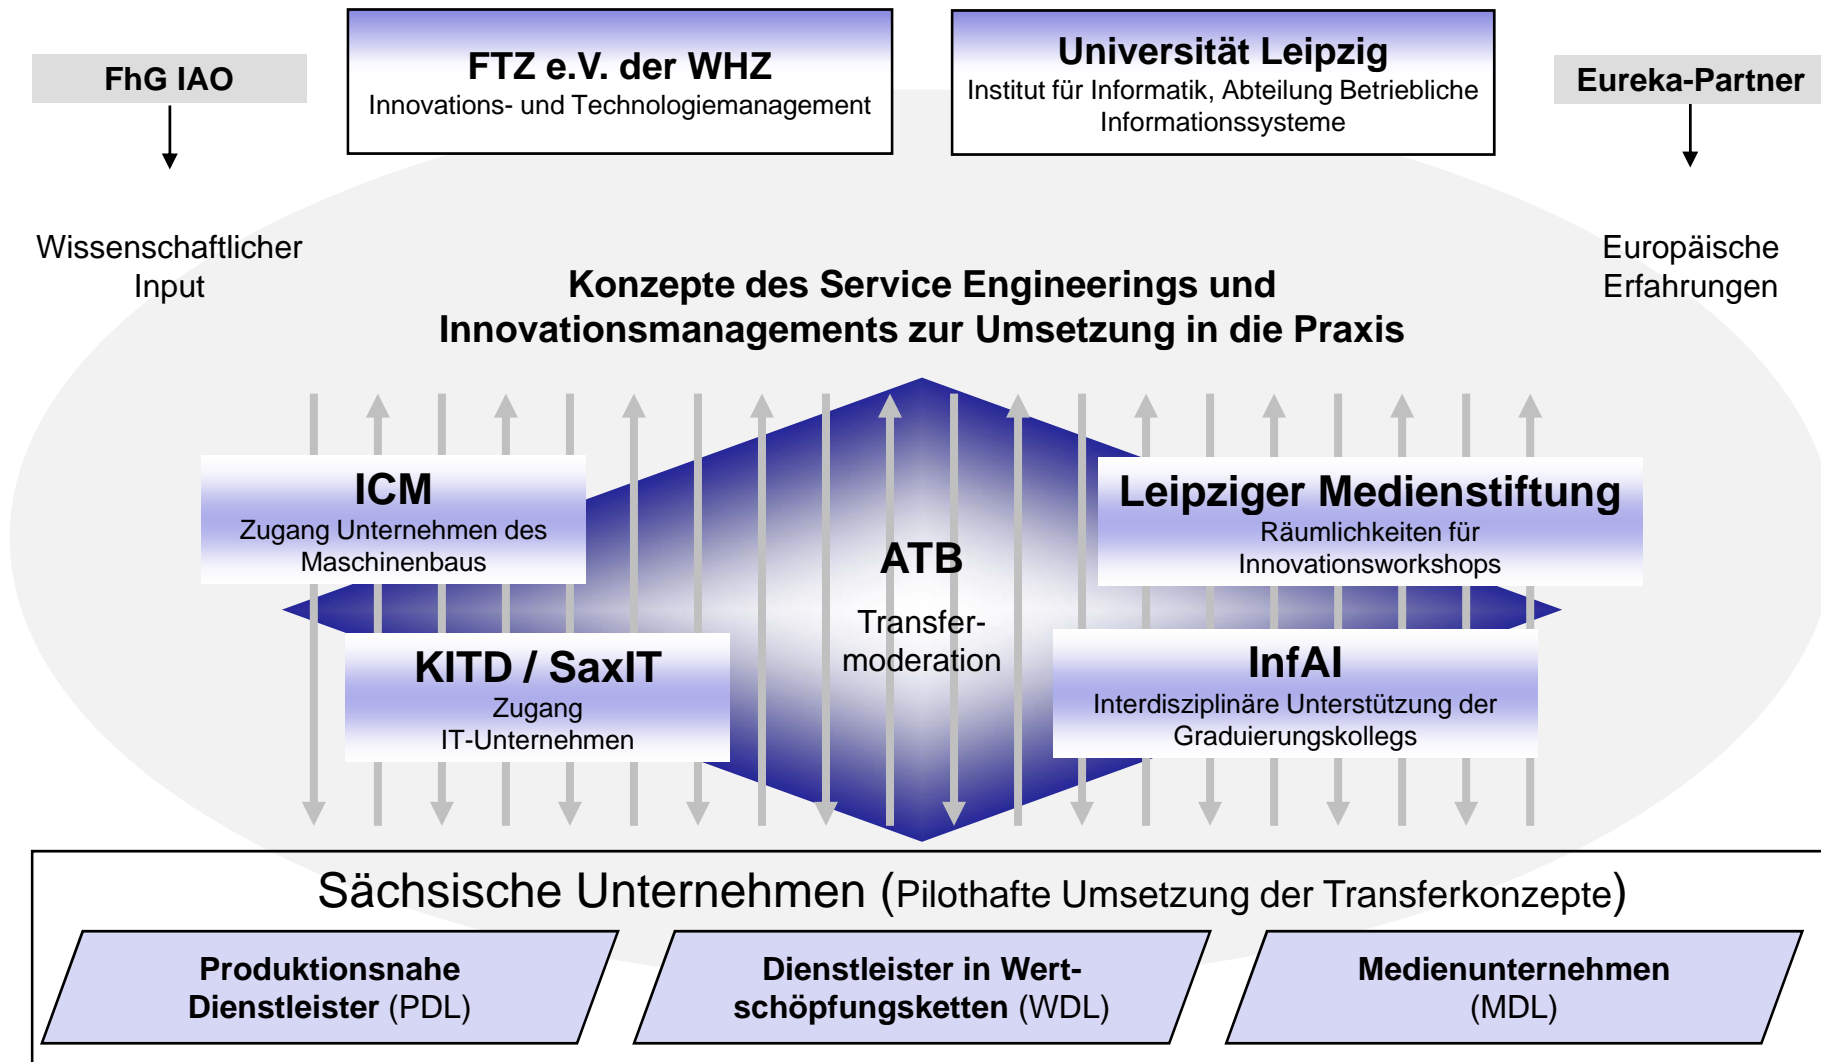 FhG IAO
FTZ e.V. der WHZ
Innovations- und Technologiemanagement
Universität Leipzig
Institut für Informatik, Abteilung Betriebliche
Informationssysteme
Eureka-Partner
Wissenschaftlicher
Input
Europäische
Erfahrungen
Konzepte des Service Engineerings und
Innovationsmanagements zur Umsetzung in die Praxis
ICM
Zugang Unternehmen des
Maschinenbaus
Leipziger Medienstiftung
Räumlichkeiten für
Innovationsworkshops
ATB
Transfer-
moderation
KITD / SaxIT
Zugang
IT-Unternehmen
InfAI
Interdisziplinäre Unterstützung der
Graduierungskollegs
Sächsische Unternehmen (Pilothafte Umsetzung der Transferkonzepte)
Produktionsnahe
Dienstleister (PDL)
Dienstleister in Wert-
schöpfungsketten (WDL)
Medienunternehmen
(MDL)